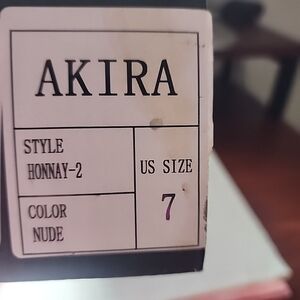 AKIRA
STYLE
HONNAY-2
US SIZE
7
COLOR
NUDE